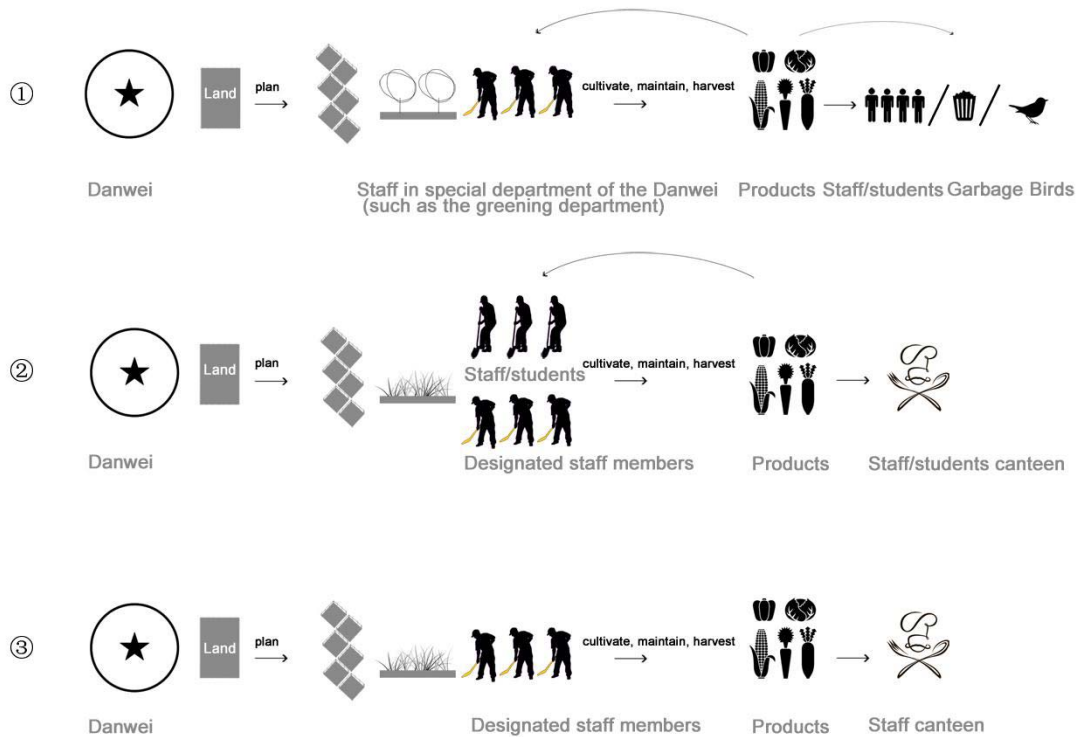 ①
Land
plan
cultivate, maintain, harvest
Danwei
Staff in special department of the Danwei
(such as the greening department)
Products
Staff/students
Garbage
Birds
②
Land
plan
Staff/students
cultivate, maintain, harvest
Danwei
Designated staff members
Products
Staff/students canteen
③
Land
plan
cultivate, maintain, harvest
Danwei
Designated staff members
Products
Staff canteen